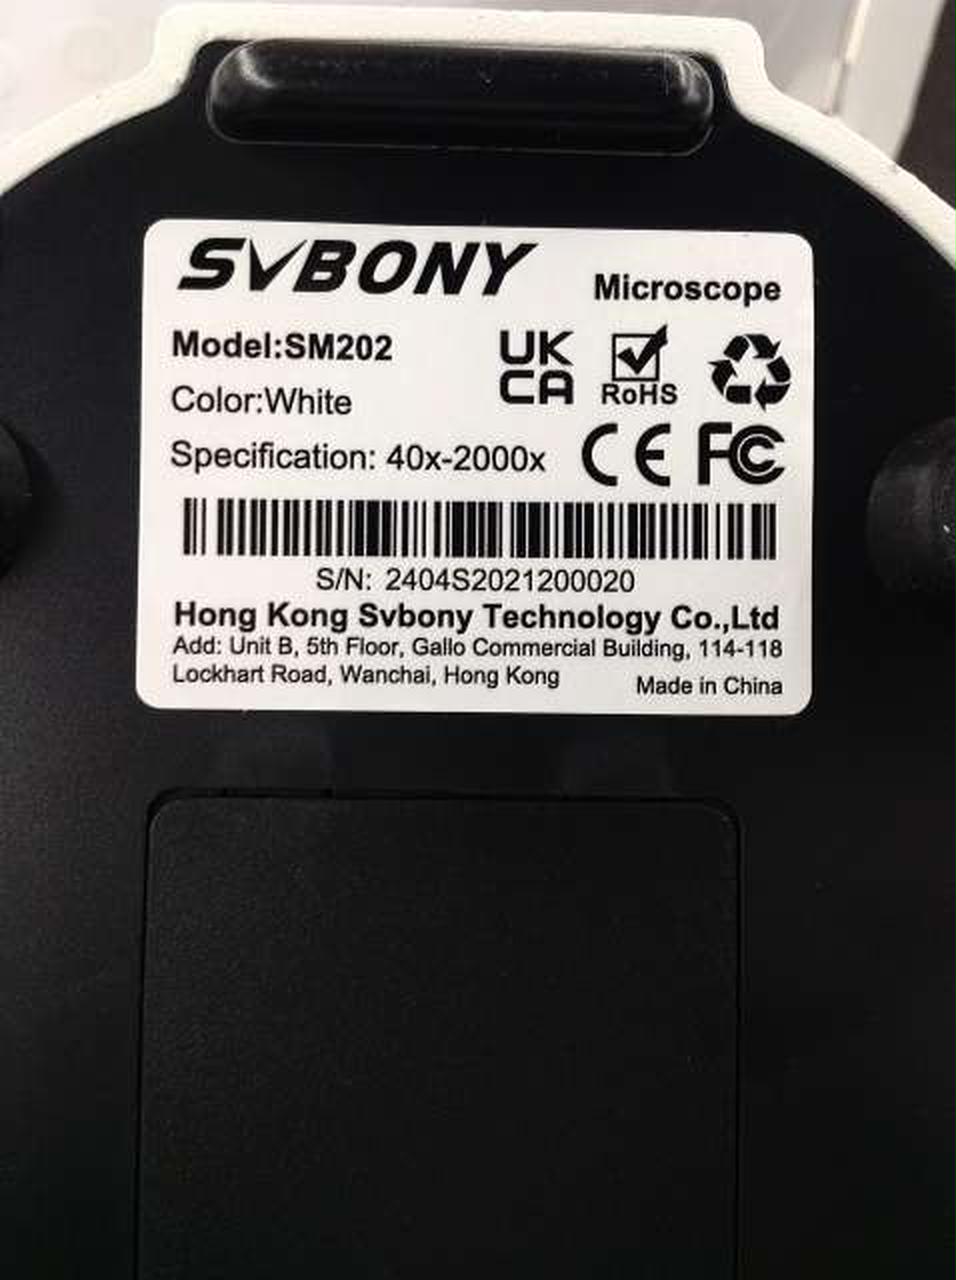 SVBONY
Microscope
Model:SM202
UK
CA
RoHS
Color:White
Specification: 40x-2000x
CE FC
S/N: 2404S2021200020
Hong Kong Svbony Technology Co.,Ltd
Add: Unit B, 5th Floor, Gallo Commercial Building, 114-118
Lockhart Road, Wanchai, Hong Kong
Made in China